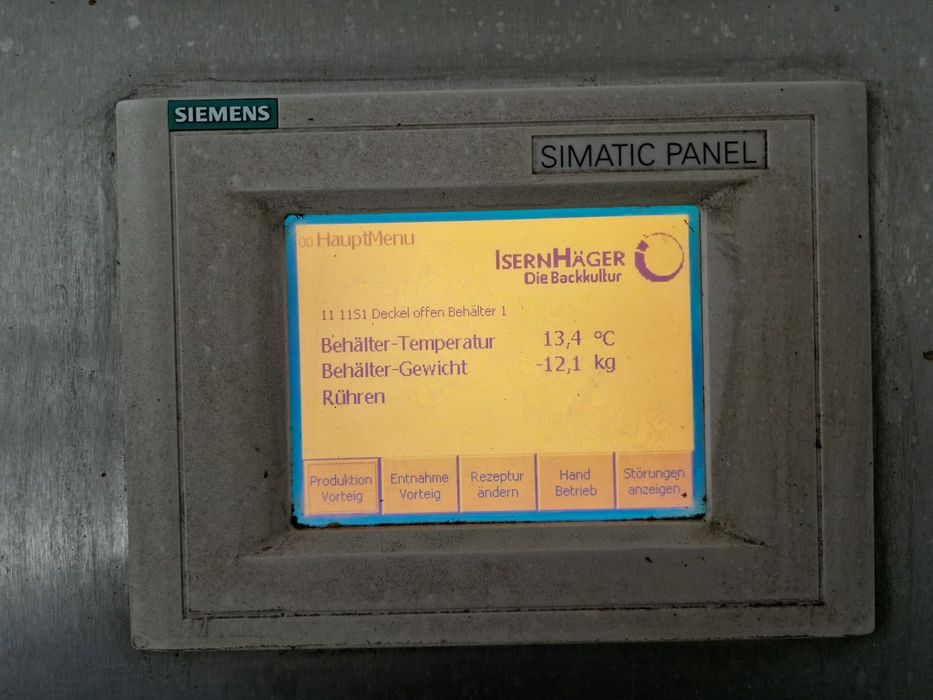 SIEMENS
SIMATIC PANEL
00 HauptMenu
ISERNHÄGER
Die Backkultur
11 11S1 Deckel offen Behälter 1
Behälter-Temperatur 13,4 °C
Behälter-Gewicht -12,1 kg
Rühren
Produktion Vorteig
Entnahme Vorteig
Rezeptur ändern
Hand Betrieb
Störungen anzeigen